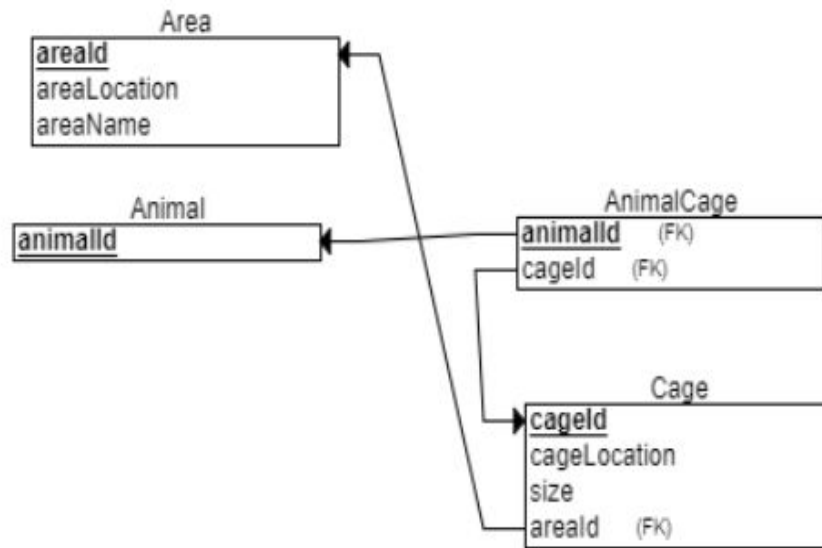 Area
areaId
areaLocation
areaName
Animal
animalId
AnimalCage
animalId (FK)
cageId (FK)
Cage
cageId
cageLocation
size
areaId (FK)